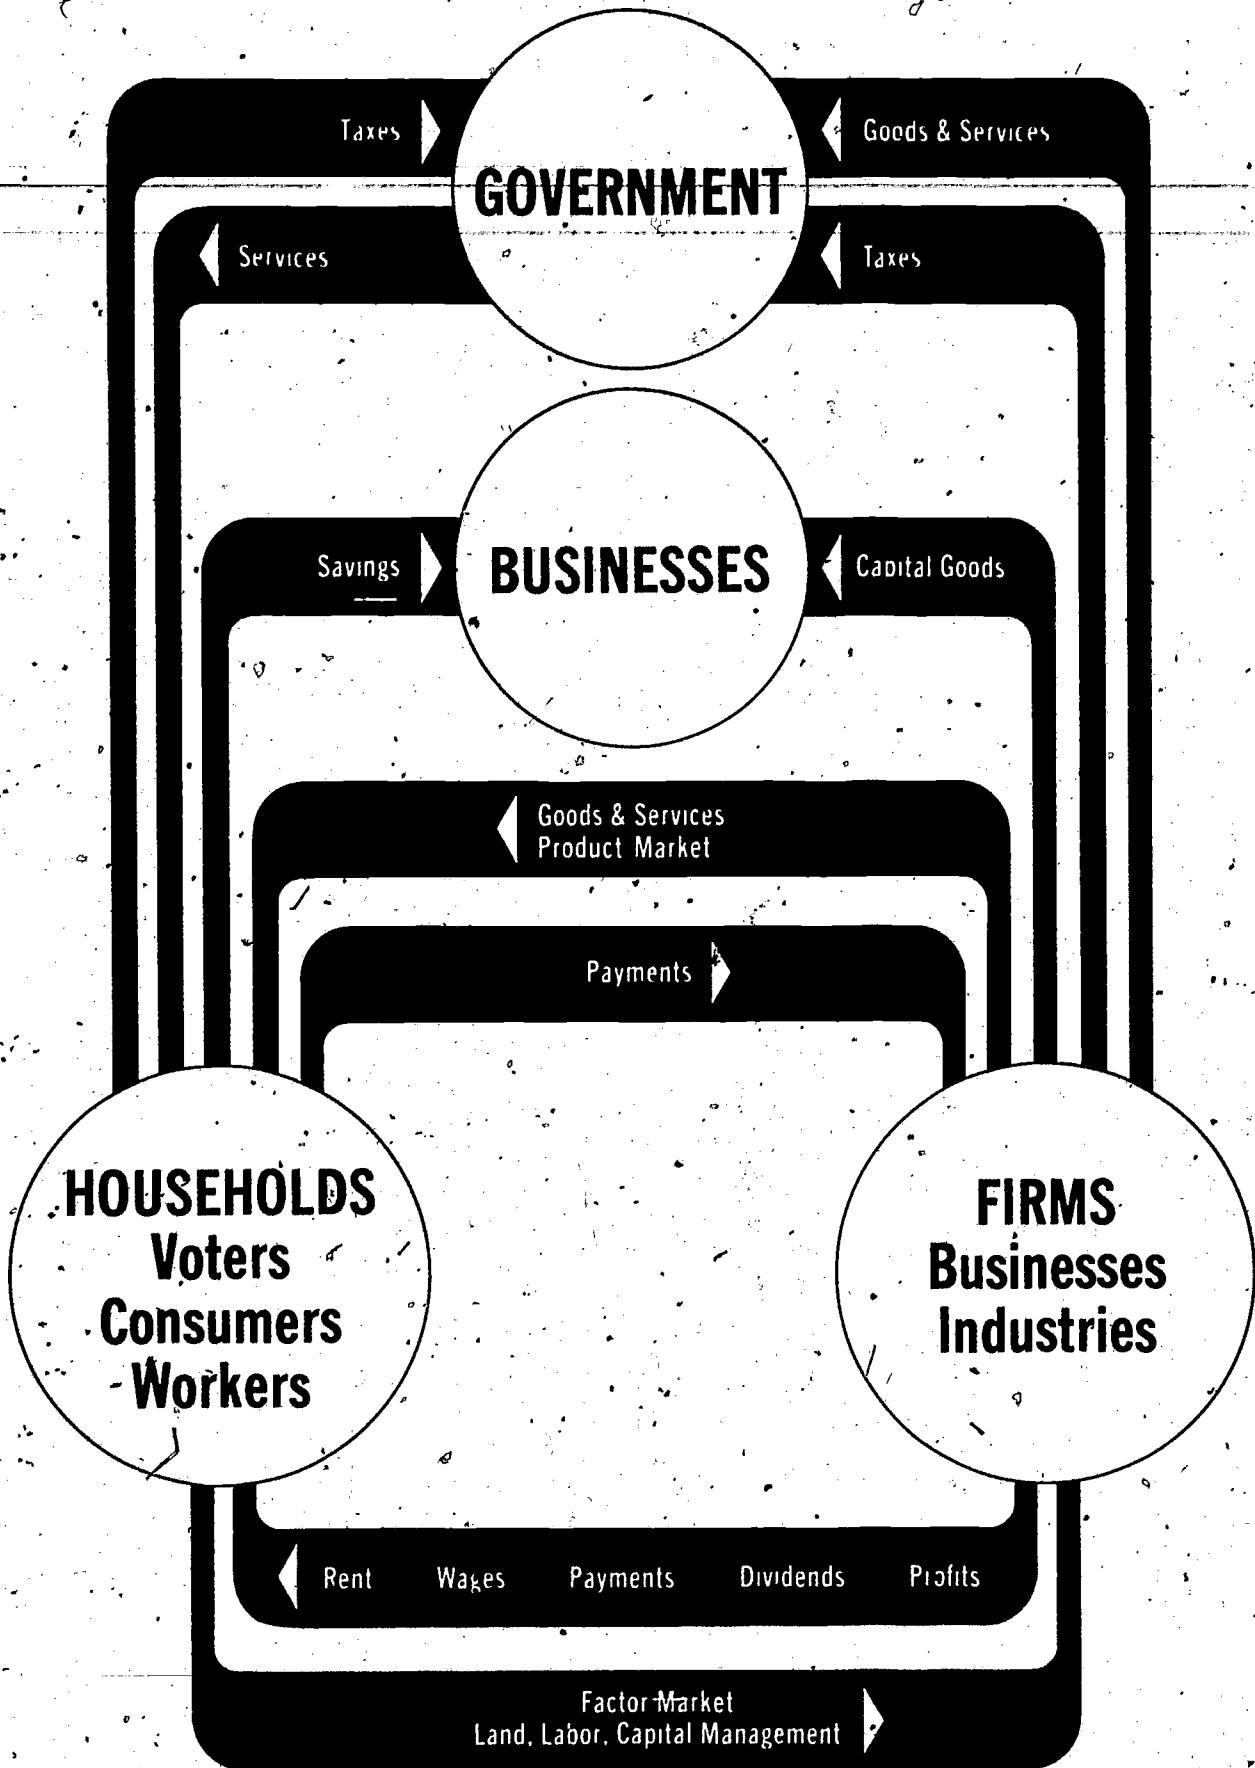 Taxes
Goods & Services
GOVERNMENT
Services
Taxes
Savings
BUSINESSES
Capital Goods
Goods & Services
Product Market
Payments
HOUSEHOLDS
Voters
Consumers
Workers
FIRMS
Businesses
Industries
Rent Wages Payments Dividends Profits
Factor Market
Land, Labor, Capital Management